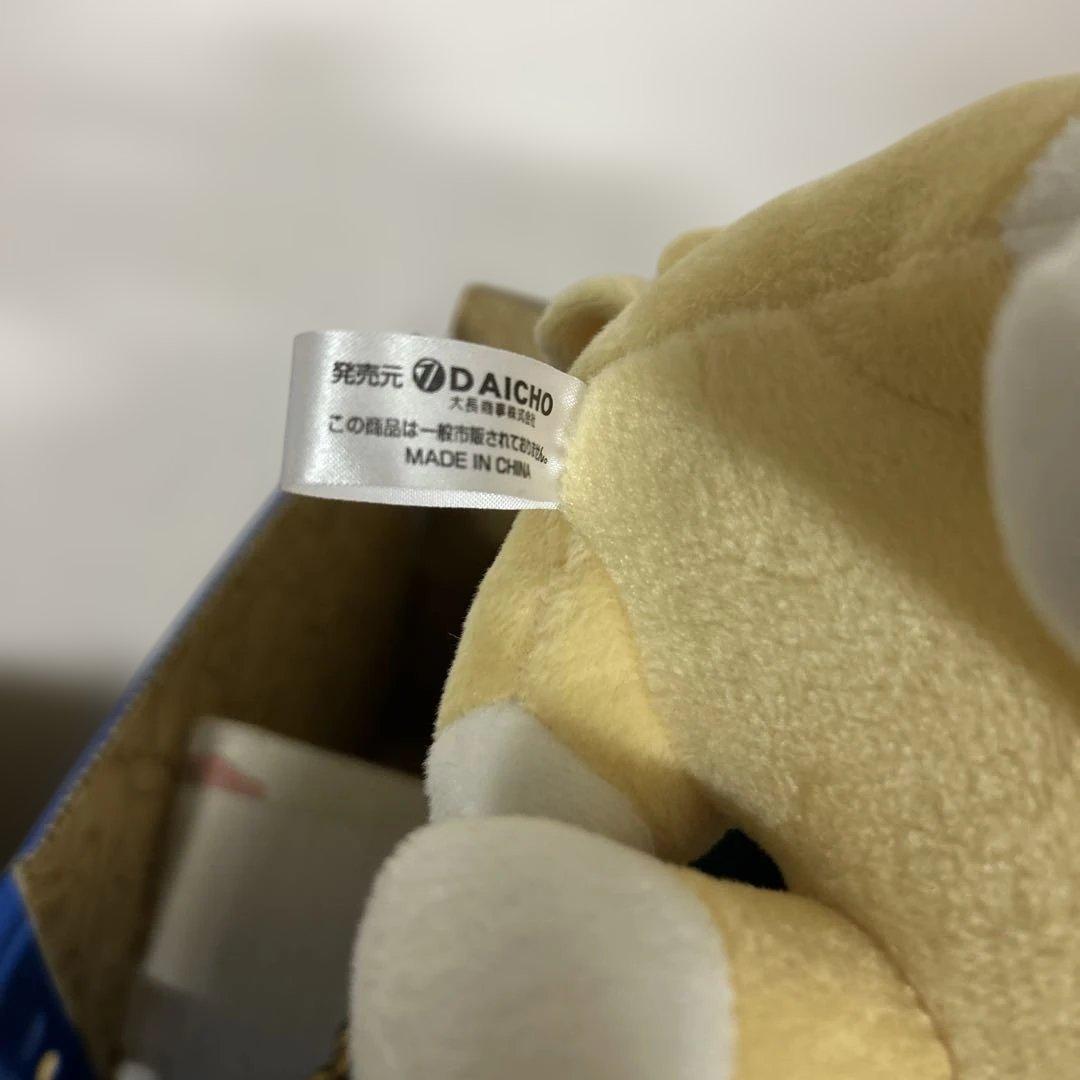 発売元 DAICHO
大長商事株式会社
この商品は一般市販されておりません。
MADE IN CHINA